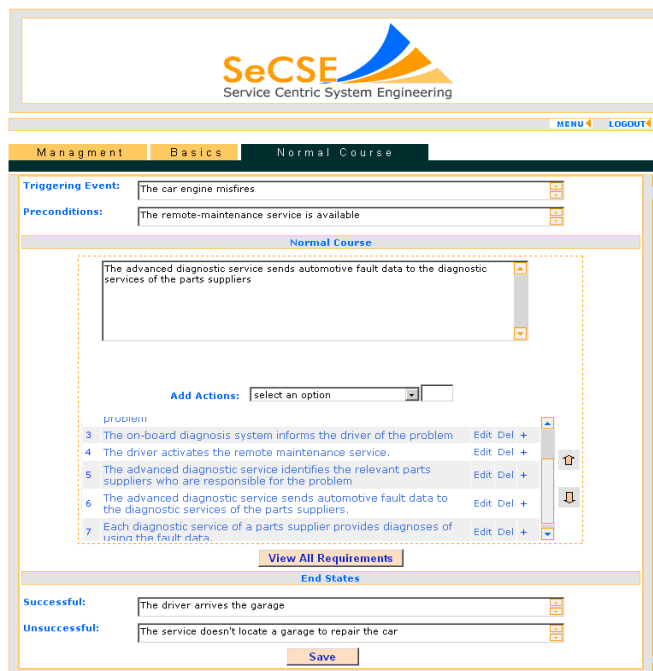 SeCSE
Service Centric System Engineering
MENU LOGOUT
Managment Basics Normal Course
Triggering Event: The car engine misfires
Preconditions: The remote-maintenance service is available
Normal Course
The advanced diagnostic service sends automotive fault data to the diagnostic
services of the parts suppliers
Add Actions: select an option
problem
3 The on-board diagnosis system informs the driver of the problem Edit Del +
4 The driver activates the remote maintenance service. Edit Del +
5 The advanced diagnostic service identifies the relevant parts
suppliers who are responsible for the problem Edit Del +
6 The advanced diagnostic service sends automotive fault data to
the diagnostic services of the parts suppliers. Edit Del +
7 Each diagnostic service of a parts supplier provides diagnoses of
using the fault data. Edit Del +
View All Requirements
End States
Successful: The driver arrives the garage
Unsuccessful: The service doesn't locate a garage to repair the car
Save